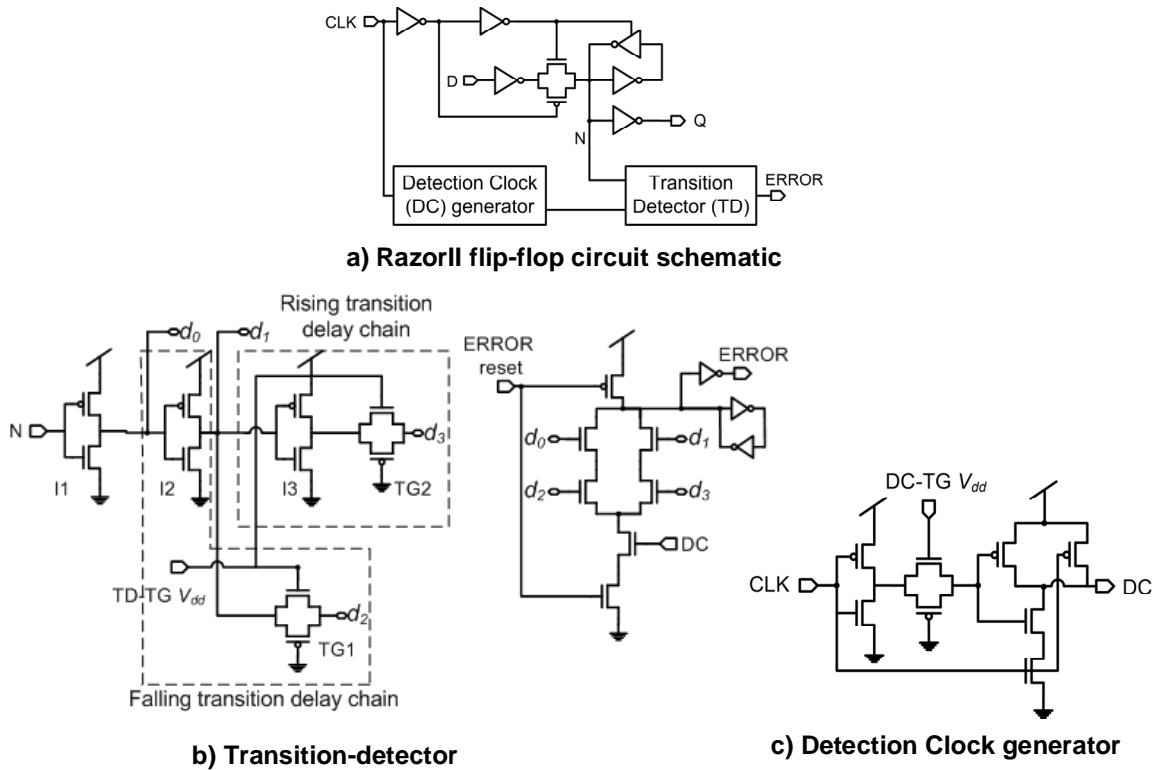 CLK
D
N
Q
Detection Clock
(DC) generator
Transition
Detector (TD)
ERROR
a) RazorII flip-flop circuit schematic
Rising transition
delay chain
d0
d1
N
I1
I2
I3
d3
TG2
TD-TG Vdd
d2
TG1
Falling transition delay chain
b) Transition-detector
ERROR
reset
ERROR
d0
d1
d2
d3
DC
DC-TG Vdd
CLK
DC
c) Detection Clock generator